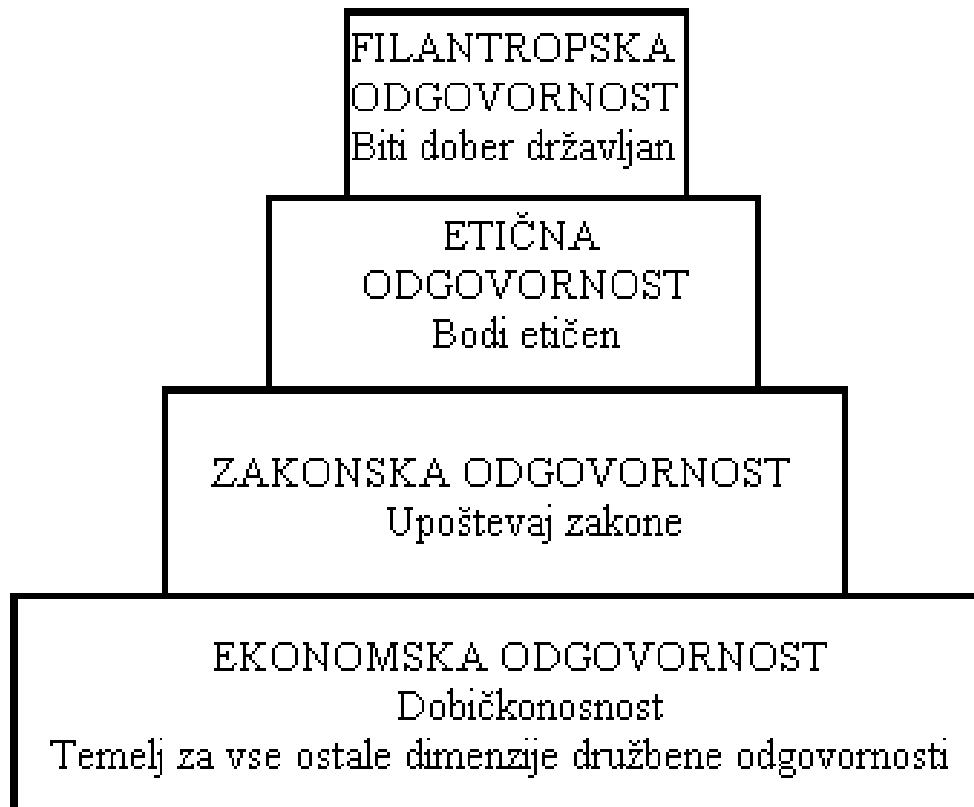 FILANTROPSKA
ODGOVORNOST
Biti dober državljan
ETIČNA
ODGOVORNOST
Bodi etičen
ZAKONSKA ODGOVORNOST
Upoštevaj zakone
EKONOMSKA ODGOVORNOST
Dobičkonosnost
Temelj za vse ostale dimenzije družbene odgovornosti